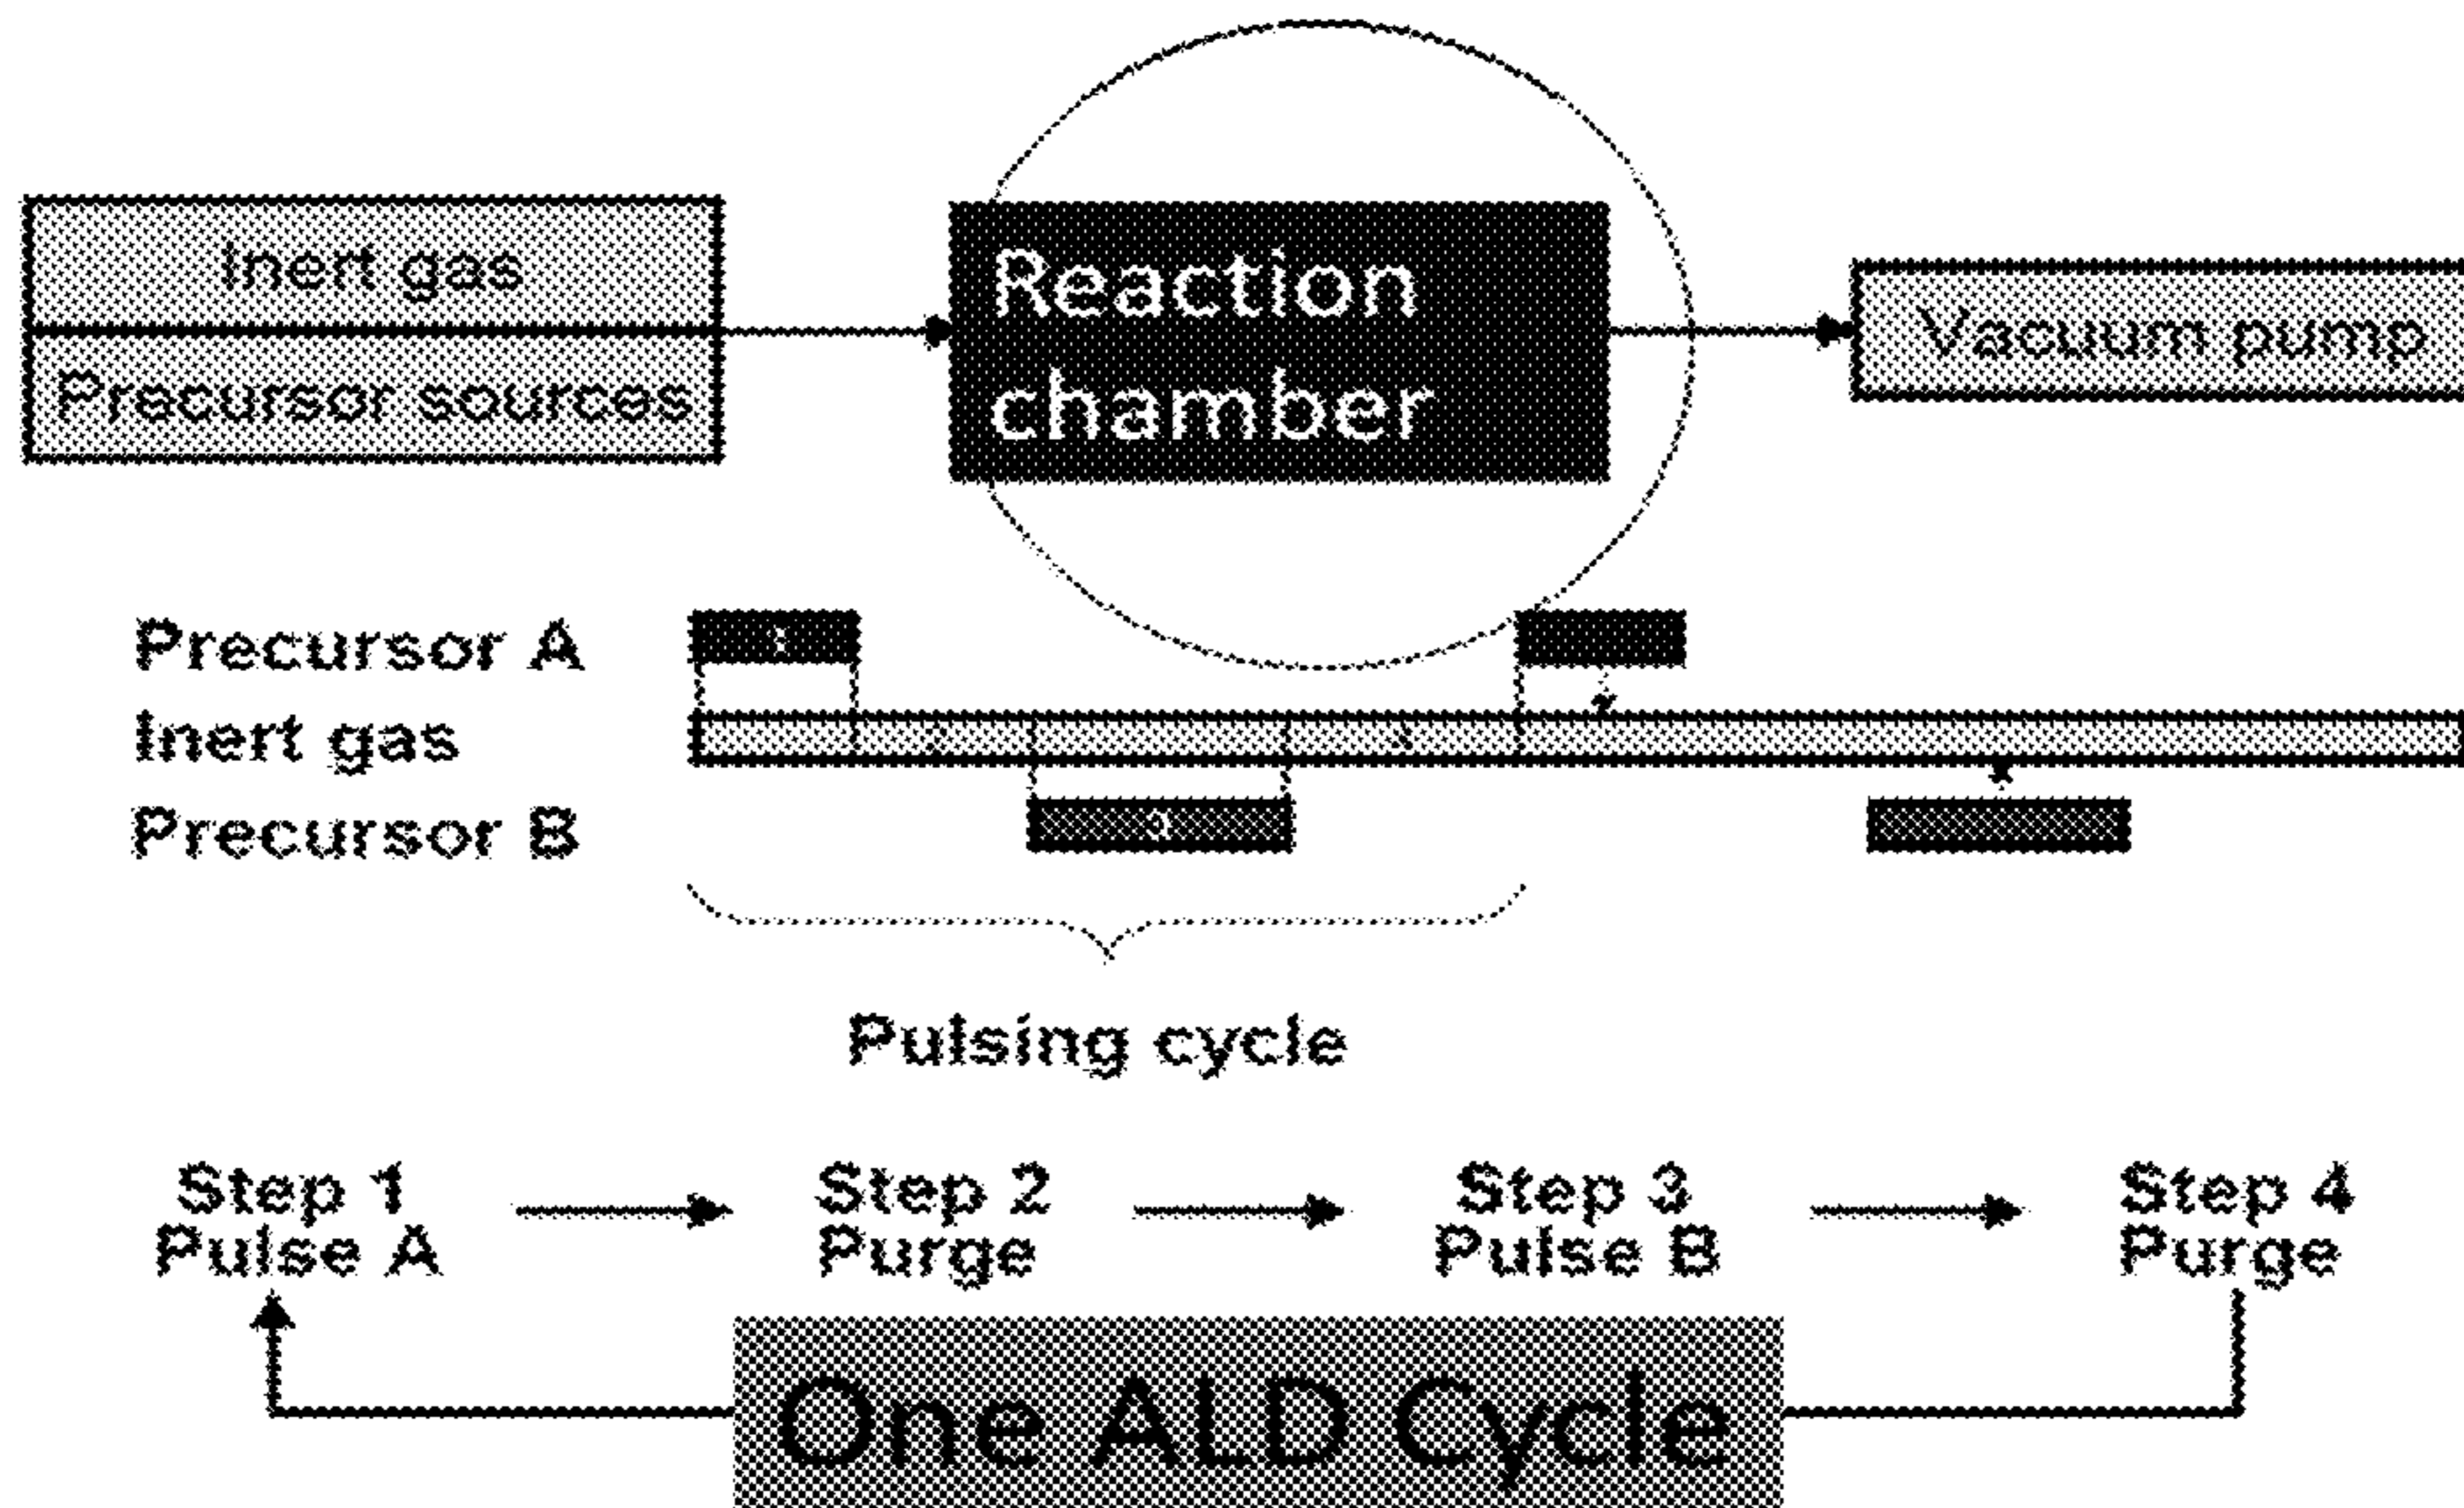 Inert gas
Precursor sources
Reaction
chamber
Vacuum pump
Precursor A
Inert gas
Precursor B
Pulsing cycle
Step 1
Pulse A
Step 2
Purge
Step 3
Pulse B
Step 4
Purge
One ALD Cycle